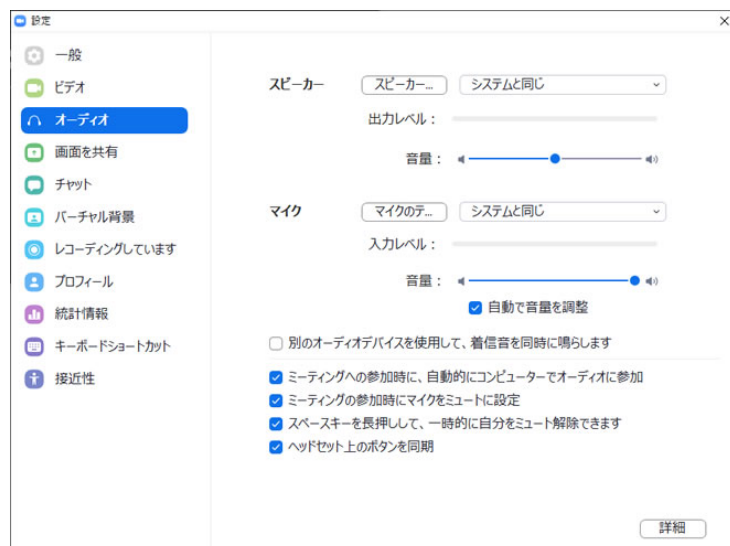 設定
一般
ビデオ
オーディオ
画面を共有
チャット
バーチャル背景
レコーディングしています
プロフィール
統計情報
キーボードショートカット
接近性
スピーカー スピーカー... システムと同じ
出力レベル：
音量：
マイク マイクのテ... システムと同じ
入力レベル：
音量：
自動で音量を調整
別のオーディオデバイスを使用して、着信音を同時に鳴らします
ミーティングへの参加時に、自動的にコンピューターでオーディオに参加
ミーティングの参加時にマイクをミュートに設定
スペースキーを長押しして、一時的に自分をミュート解除できます
ヘッドセット上のボタンを同期
詳細